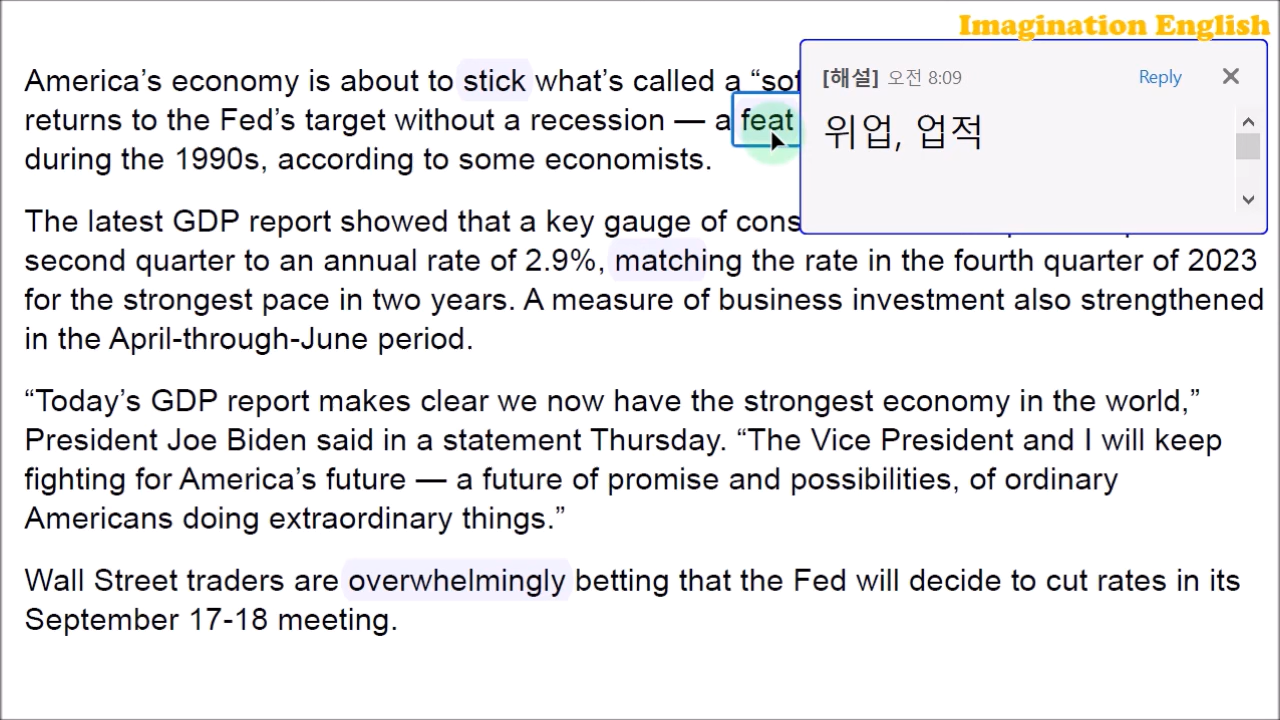 Imagination English
America’s economy is about to stick what’s called a “sof
[해설] 오전 8:09 Reply
returns to the Fed’s target without a recession — a feat
위업, 업적
during the 1990s, according to some economists.
The latest GDP report showed that a key gauge of cons
second quarter to an annual rate of 2.9%, matching the rate in the fourth quarter of 2023
for the strongest pace in two years. A measure of business investment also strengthened
in the April-through-June period.
“Today’s GDP report makes clear we now have the strongest economy in the world,”
President Joe Biden said in a statement Thursday. “The Vice President and I will keep
fighting for America’s future — a future of promise and possibilities, of ordinary
Americans doing extraordinary things.”
Wall Street traders are overwhelmingly betting that the Fed will decide to cut rates in its
September 17-18 meeting.